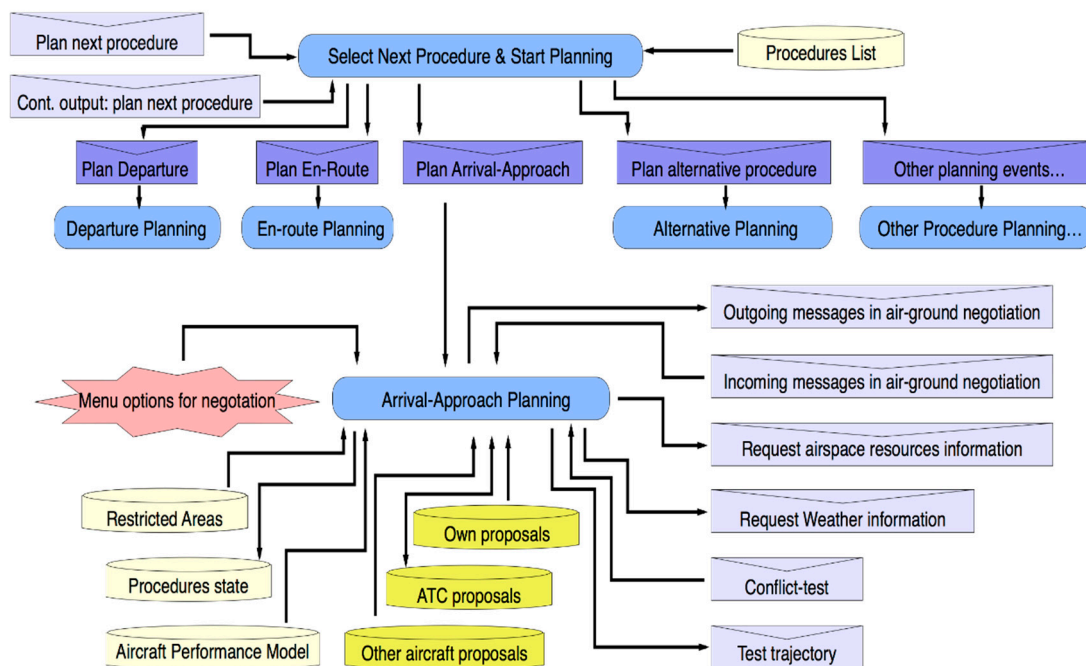 Plan next procedure
Select Next Procedure & Start Planning
Procedures List
Cont. output: plan next procedure
Plan Departure
Plan En-Route
Plan Arrival-Approach
Plan alternative procedure
Other planning events...
Departure Planning
En-route Planning
Alternative Planning
Other Procedure Planning...
Outgoing messages in air-ground negotiation
Incoming messages in air-ground negotiation
Menu options for negotation
Arrival-Approach Planning
Request airspace resources information
Restricted Areas
Request Weather information
Own proposals
Procedures state
ATC proposals
Conflict-test
Aircraft Performance Model
Other aircraft proposals
Test trajectory